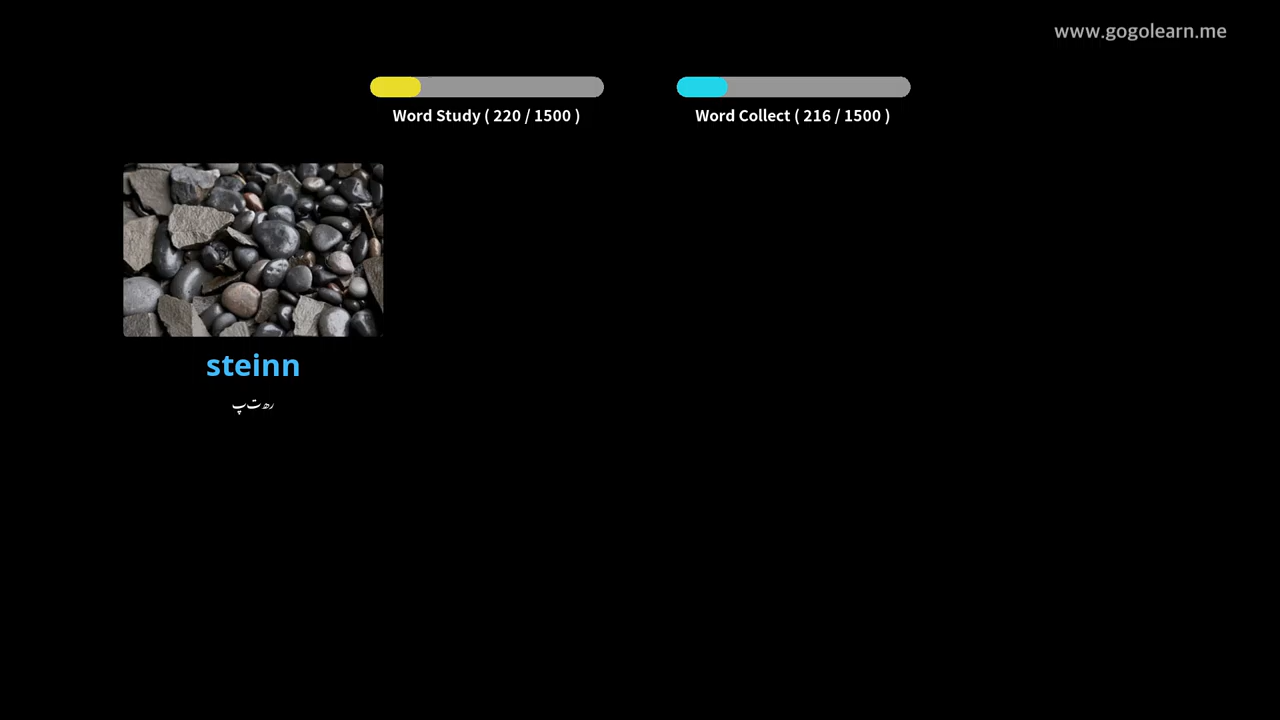 www.gogolearn.me
Word Study ( 220 / 1500 )
Word Collect ( 216 / 1500 )
steinn
پتھر